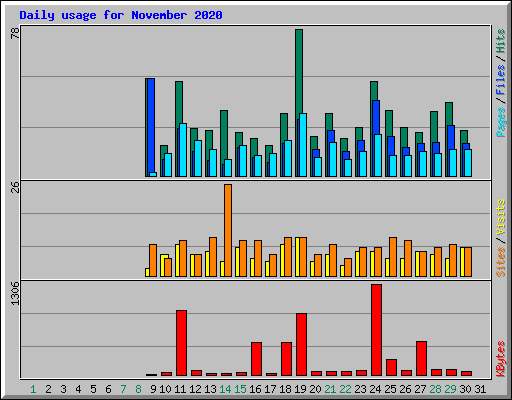 Daily usage for November 2020
78
Pages / Files / Hits
26
Sites / Visits
1306
KBytes
1 2 3 4 5 6 7 8 9 10 11 12 13 14 15 16 17 18 19 20 21 22 23 24 25 26 27 28 29 30 31